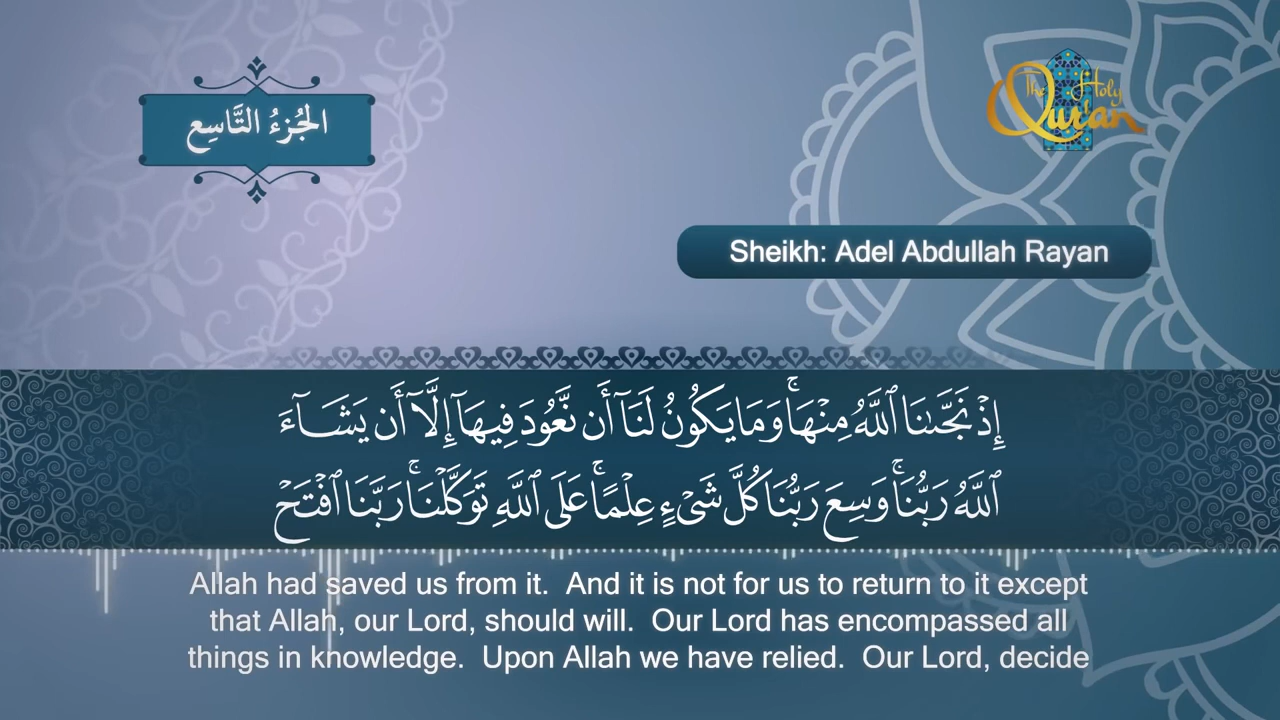 الجُزءُ التَّاسِع
The Holy
Qur'an
Sheikh: Adel Abdullah Rayan
إِذۡ نَجَّىٰنَا ٱللَّهُ مِنۡهَاۚ وَمَا يَكُونُ لَنَآ أَن نَّعُودَ فِيهَآ إِلَّآ أَن يَشَآءَ
ٱللَّهُ رَبُّنَاۚ وَسِعَ رَبُّنَا كُلَّ شَيۡءٍ عِلۡمًاۚ عَلَى ٱللَّهِ تَوَكَّلۡنَاۚ رَبَّنَا ٱفۡتَحۡ
Allah had saved us from it.  And it is not for us to return to it except
that Allah, our Lord, should will.  Our Lord has encompassed all
things in knowledge.  Upon Allah we have relied.  Our Lord, decide